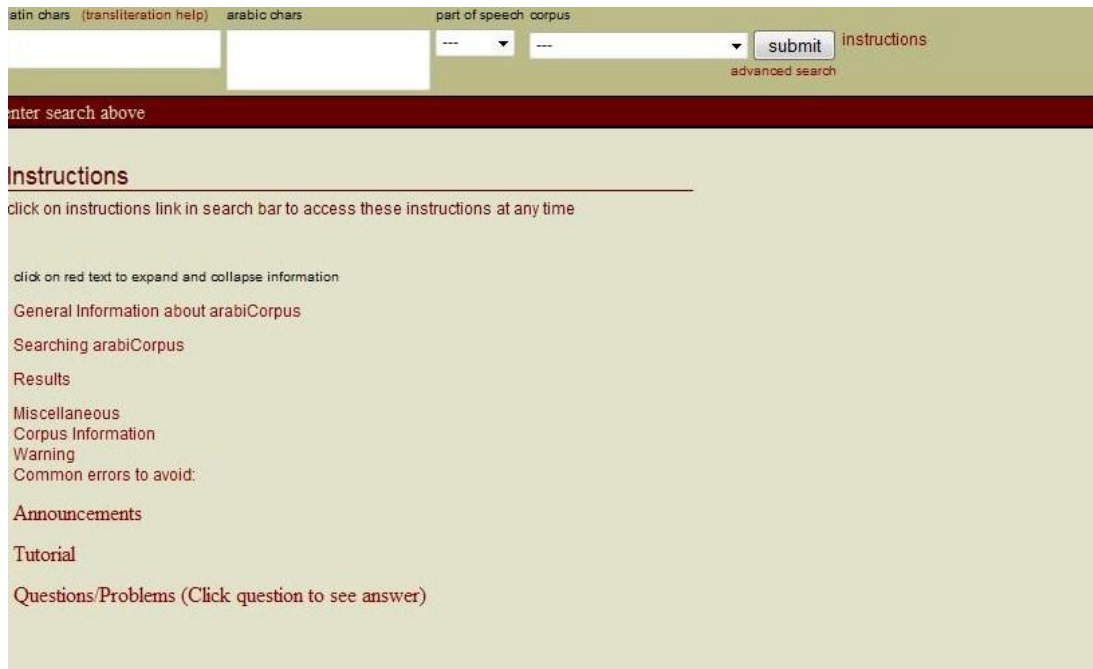 atin chars (transliteration help) arabic chars part of speech corpus
--- --- submit instructions
advanced search
enter search above
Instructions
click on instructions link in search bar to access these instructions at any time
click on red text to expand and collapse information
General Information about arabiCorpus
Searching arabiCorpus
Results
Miscellaneous
Corpus Information
Warning
Common errors to avoid:
Announcements
Tutorial
Questions/Problems (Click question to see answer)